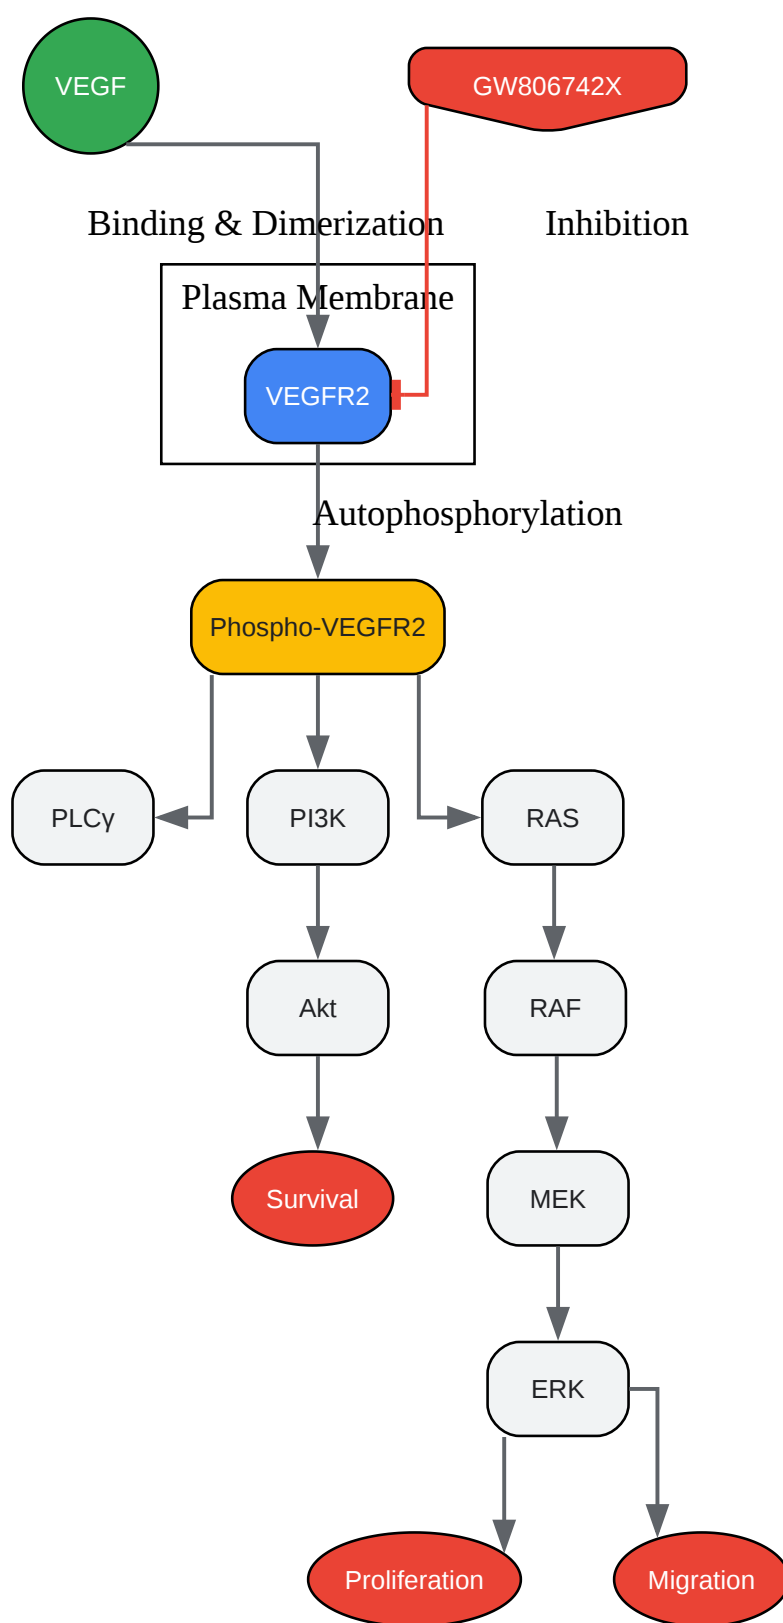 VEGF
GW806742X
Binding & Dimerization
Inhibition
Plasma Membrane
VEGFR2
Autophosphorylation
Phospho-VEGFR2
PLCγ
PI3K
RAS
Akt
RAF
Survival
MEK
ERK
Proliferation
Migration